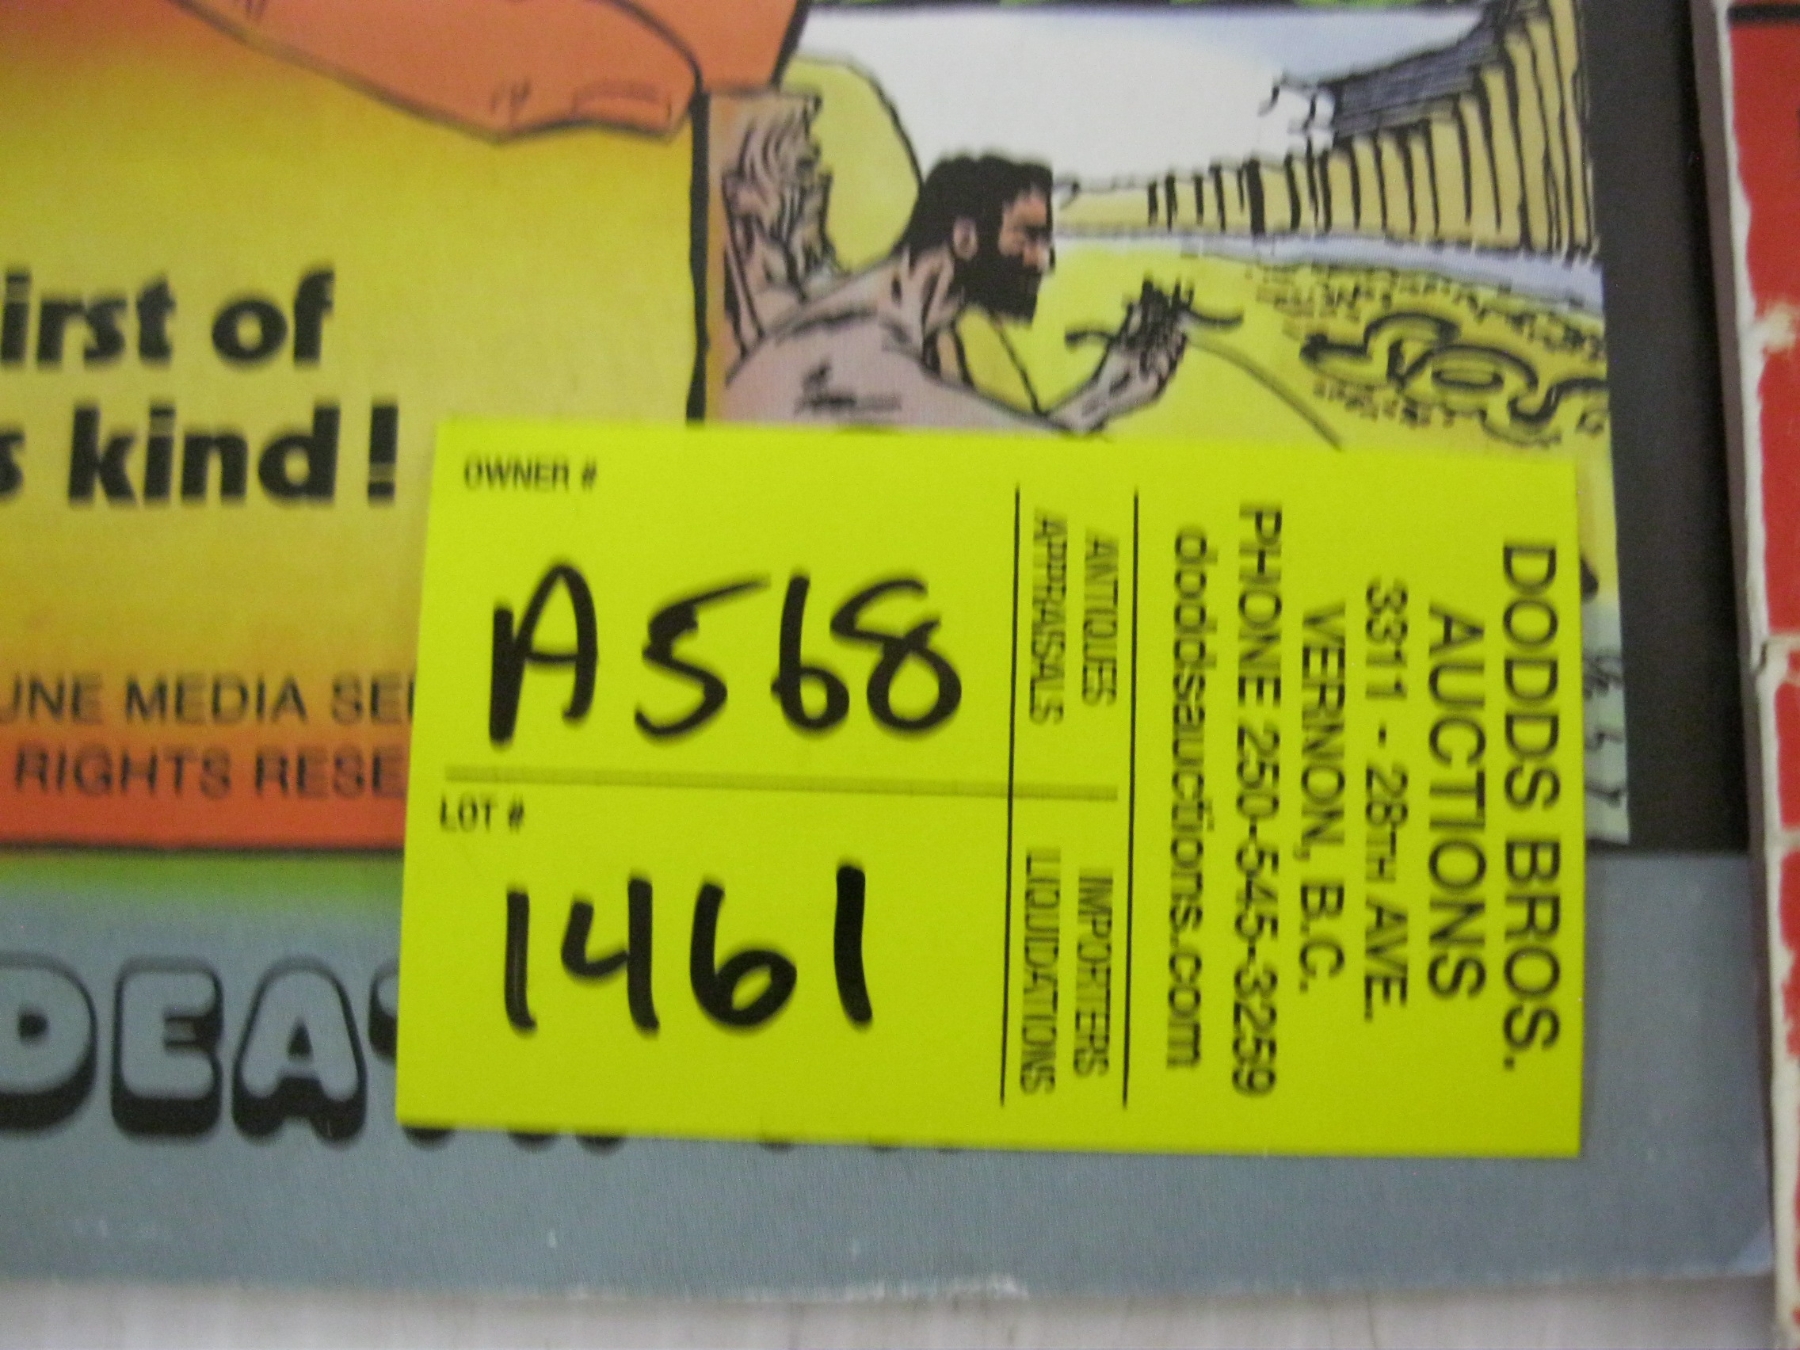 irst of
s kind!
UNE MEDIA SE
RIGHTS RESE
DEA
OWNER #
A568
LOT #
1461
ANTIQUES
APPRAISALS
IMPORTERS
LIQUIDATIONS
DODDS BROS.
AUCTIONS
3311 - 28TH AVE.
VERNON, B.C.
PHONE 250-545-3259
doddsauctions.com